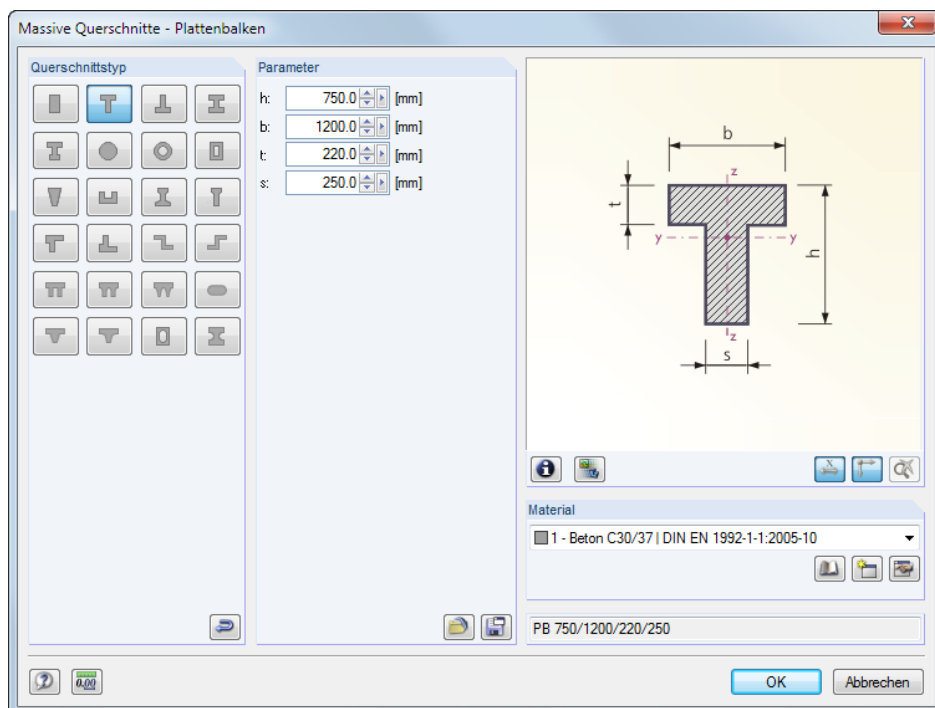 Massive Querschnitte - Plattenbalken
Querschnittstyp
Parameter
h: 750.0 [mm]
b: 1200.0 [mm]
t: 220.0 [mm]
s: 250.0 [mm]
b
z
t
y
y
h
z
s
x
Material
1 - Beton C30/37 | DIN EN 1992-1-1:2005-10
PB 750/1200/220/250
0.00
OK
Abbrechen